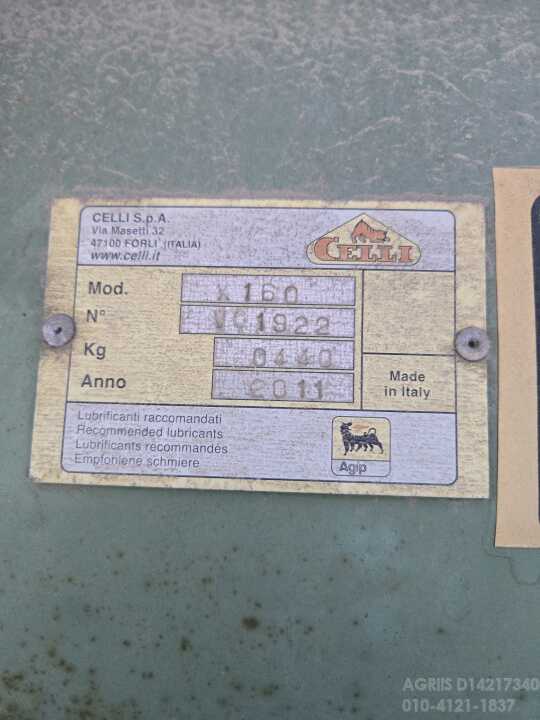 CELLI S.p.A.
Via Masetti 32
47100 FORLI' (ITALIA)
www.celli.it
CELLI
Mod. X160
N° VC1922
Kg 0440
Anno 2011
Made
in Italy
Lubrificanti raccomandati
Recommended lubricants
Lubrificants recommandés
Empfohlene schmiere
Agip
AGRIIS D14217340
010-4121-1837